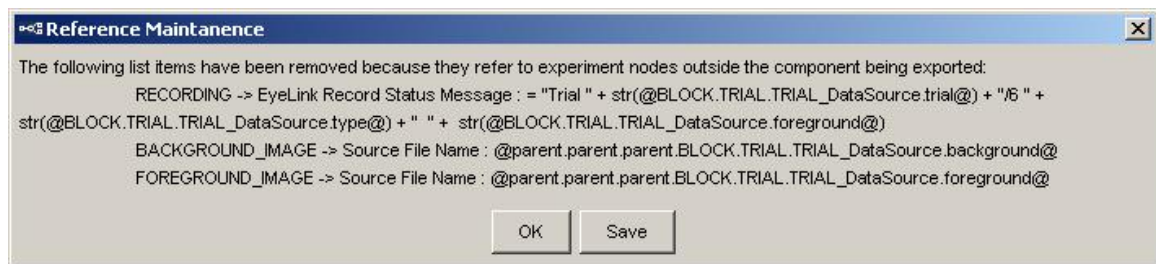 Reference Maintanence
The following list items have been removed because they refer to experiment nodes outside the component being exported:
RECORDING -> EyeLink Record Status Message : = "Trial " + str(@BLOCK.TRIAL.TRIAL_DataSource.trial@) + "/6 " +
str(@BLOCK.TRIAL.TRIAL_DataSource.type@) + "  " +  str(@BLOCK.TRIAL.TRIAL_DataSource.foreground@)
BACKGROUND_IMAGE -> Source File Name : @parent.parent.parent.BLOCK.TRIAL.TRIAL_DataSource.background@
FOREGROUND_IMAGE -> Source File Name : @parent.parent.parent.BLOCK.TRIAL.TRIAL_DataSource.foreground@
OK Save